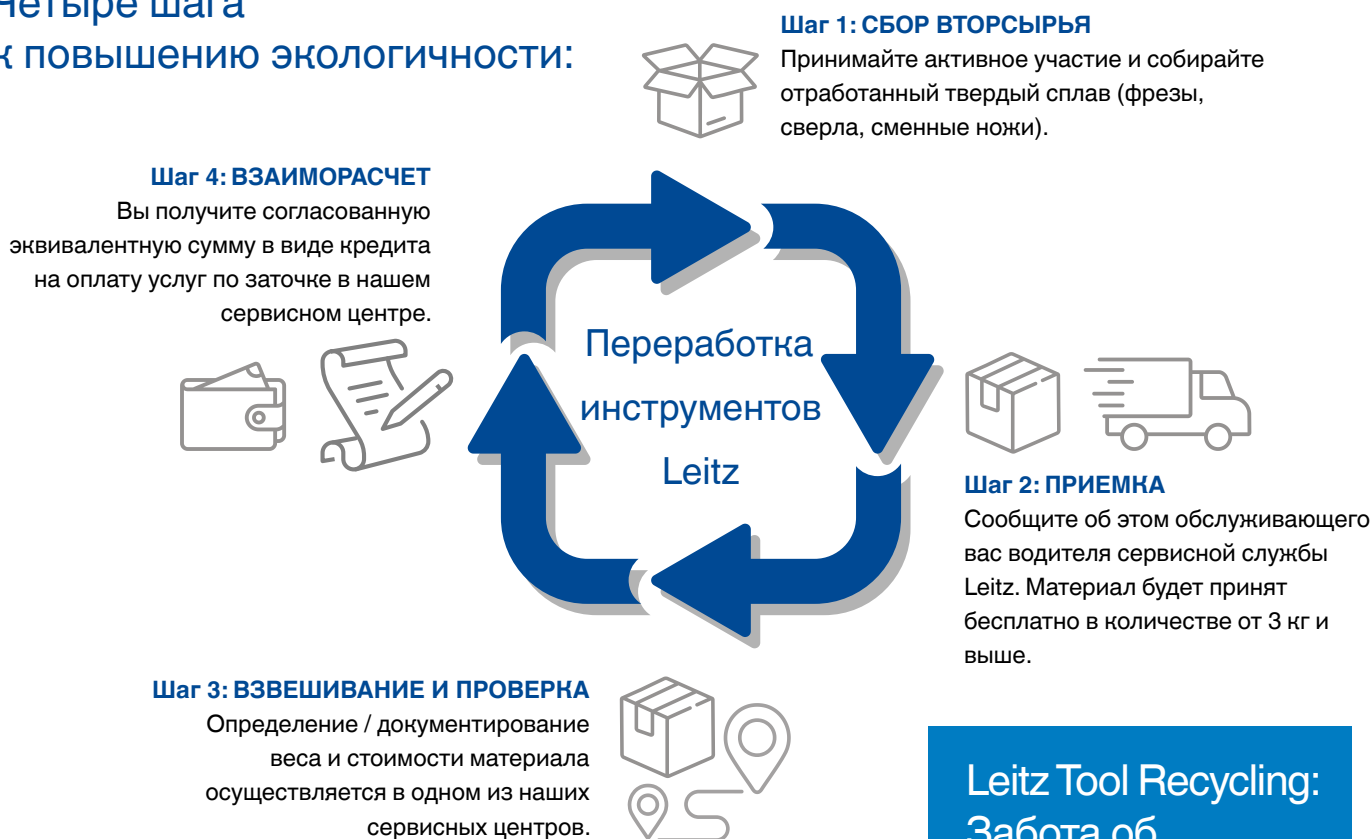 Четыре шага
к повышению экологичности:
Шаг 1: СБОР ВТОРСЫРЬЯ
Принимайте активное участие и собирайте
отработанный твердый сплав (фрезы,
сверла, сменные ножи).
Шаг 4: ВЗАИМОРАСЧЕТ
Вы получите согласованную
эквивалентную сумму в виде кредита
на оплату услуг по заточке в нашем
сервисном центре.
Переработка
инструментов
Leitz
Шаг 2: ПРИЕМКА
Сообщите об этом обслуживающего
вас водителя сервисной службы
Leitz. Материал будет принят
бесплатно в количестве от 3 кг и
выше.
Шаг 3: ВЗВЕШИВАНИЕ И ПРОВЕРКА
Определение / документирование
веса и стоимости материала
осуществляется в одном из наших
сервисных центров.
Leitz Tool Recycling:
Забота об